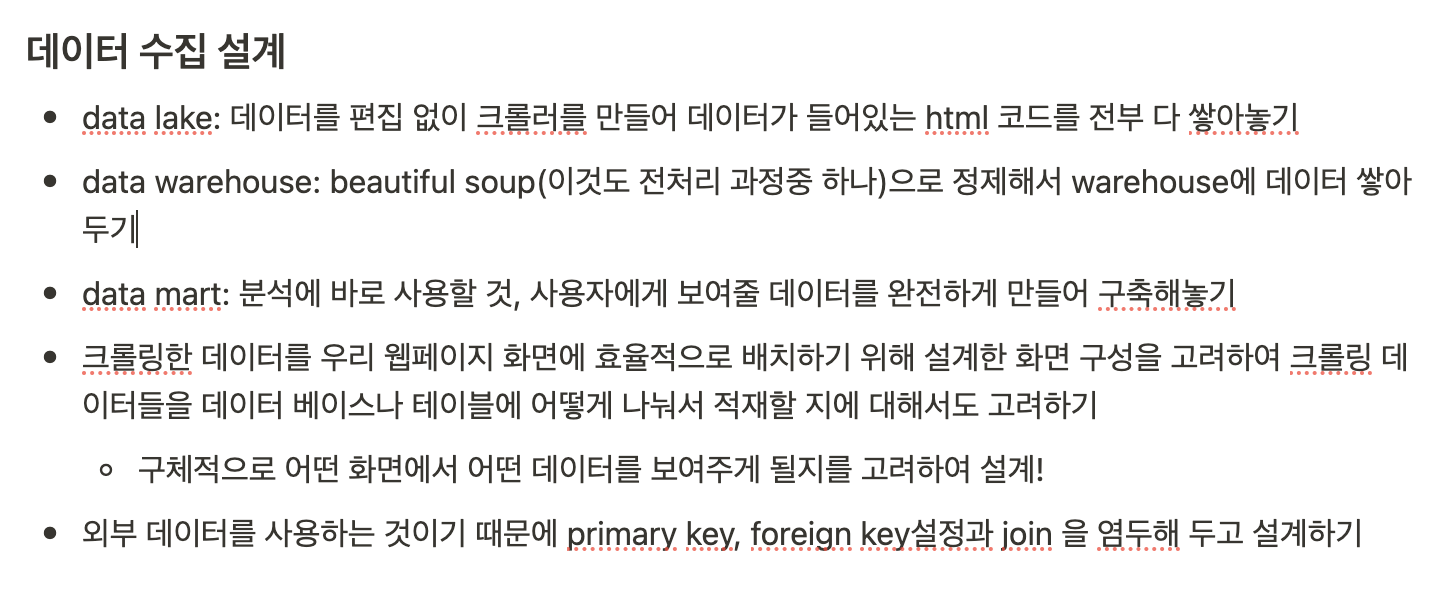 데이터 수집 설계
data lake: 데이터를 편집 없이 크롤러를 만들어 데이터가 들어있는 html 코드를 전부 다 쌓아놓기
data warehouse: beautiful soup(이것도 전처리 과정중 하나)으로 정제해서 warehouse에 데이터 쌓아
두기
data mart: 분석에 바로 사용할 것, 사용자에게 보여줄 데이터를 완전하게 만들어 구축해놓기
크롤링한 데이터를 우리 웹페이지 화면에 효율적으로 배치하기 위해 설계한 화면 구성을 고려하여 크롤링 데
이터들을 데이터 베이스나 테이블에 어떻게 나눠서 적재할 지에 대해서도 고려하기
구체적으로 어떤 화면에서 어떤 데이터를 보여주게 될지를 고려하여 설계!
외부 데이터를 사용하는 것이기 때문에 primary key, foreign key설정과 join 을 염두해 두고 설계하기